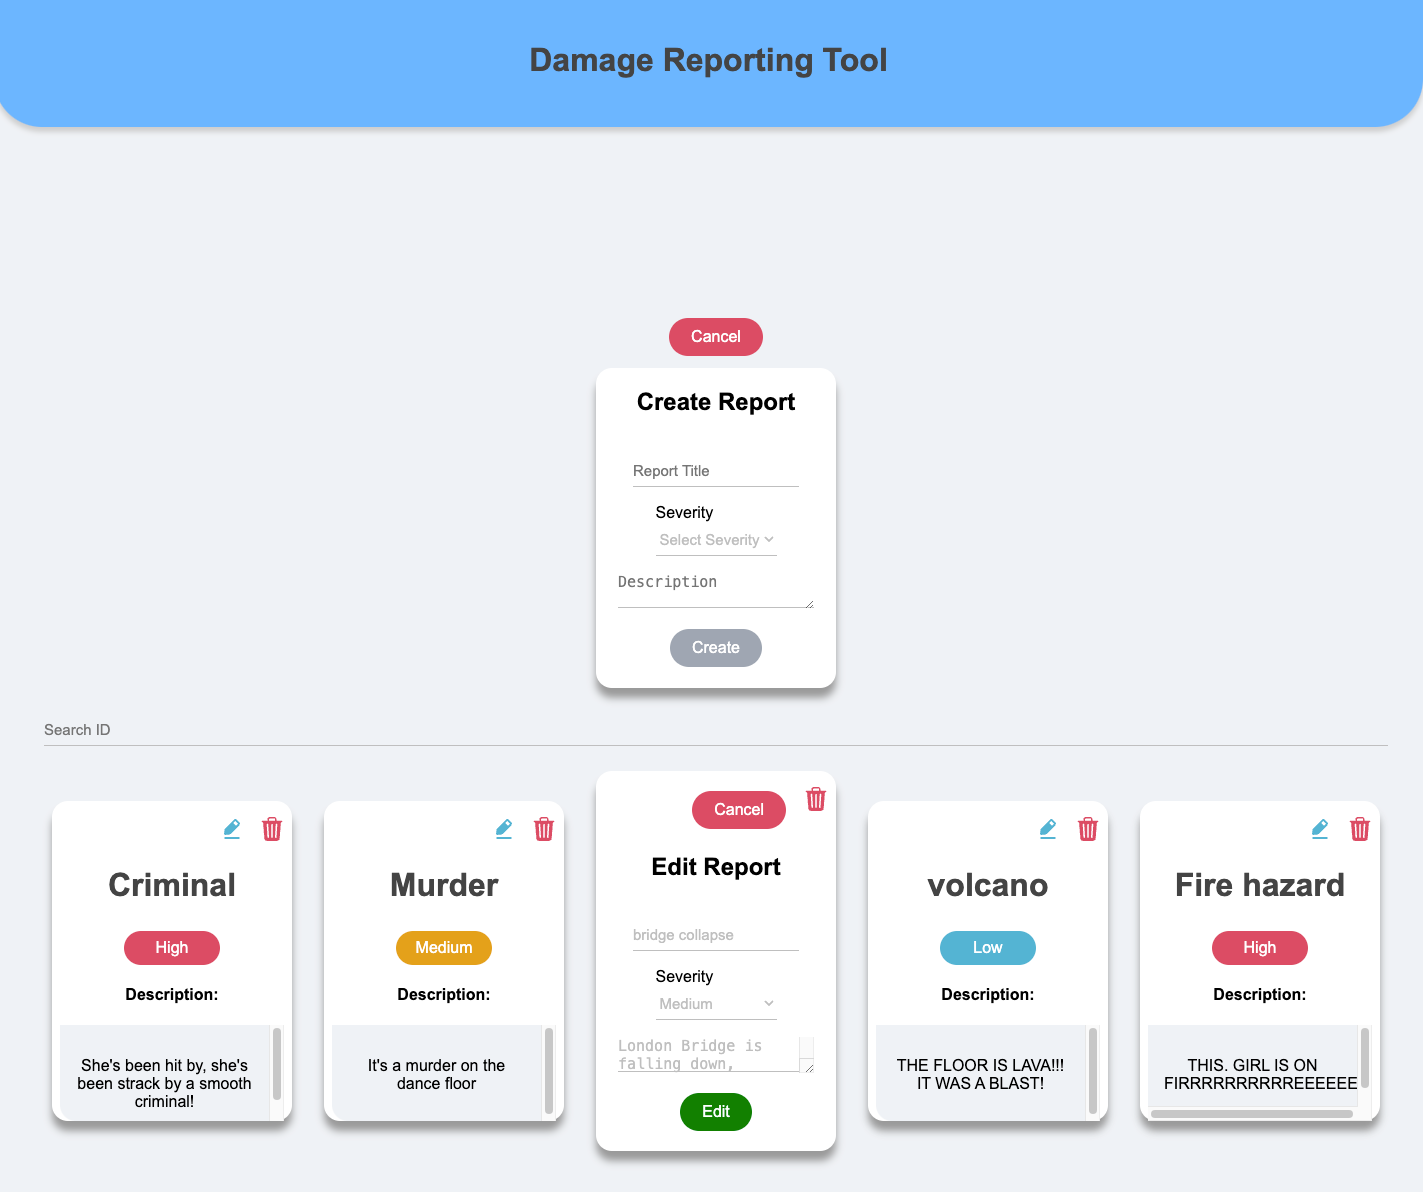 Damage Reporting Tool
Cancel
Create Report
Report Title
Severity
Select Severity
Description
Create
Search ID
Criminal
High
Description:
She's been hit by, she's
been strack by a smooth
criminal!
Murder
Medium
Description:
It's a murder on the
dance floor
Cancel
Edit Report
bridge collapse
Severity
Medium
London Bridge is
falling down,
Edit
volcano
Low
Description:
THE FLOOR IS LAVA!!!
IT WAS A BLAST!
Fire hazard
High
Description:
THIS. GIRL IS ON
FIRRRRRRRRRREEEEEE